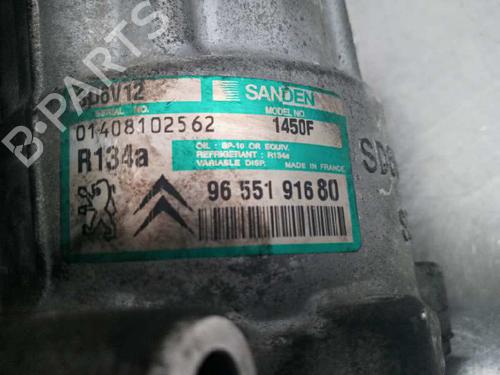 B-PARTS
SD6V12
SANDEN
SERIAL NO.
MODEL NO.
01408102562
1450F
R134a
OIL : SP-10 OR EQUIV.
REFRIGERANT : R134a
VARIABLE DISP. MADE IN FRANCE
96 551 916 80